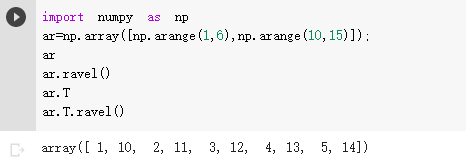 import numpy as np
ar=np.array([np.arange(1,6),np.arange(10,15)]);
ar
ar.ravel()
ar.T
ar.T.ravel()
array([ 1, 10,  2, 11,  3, 12,  4, 13,  5, 14])